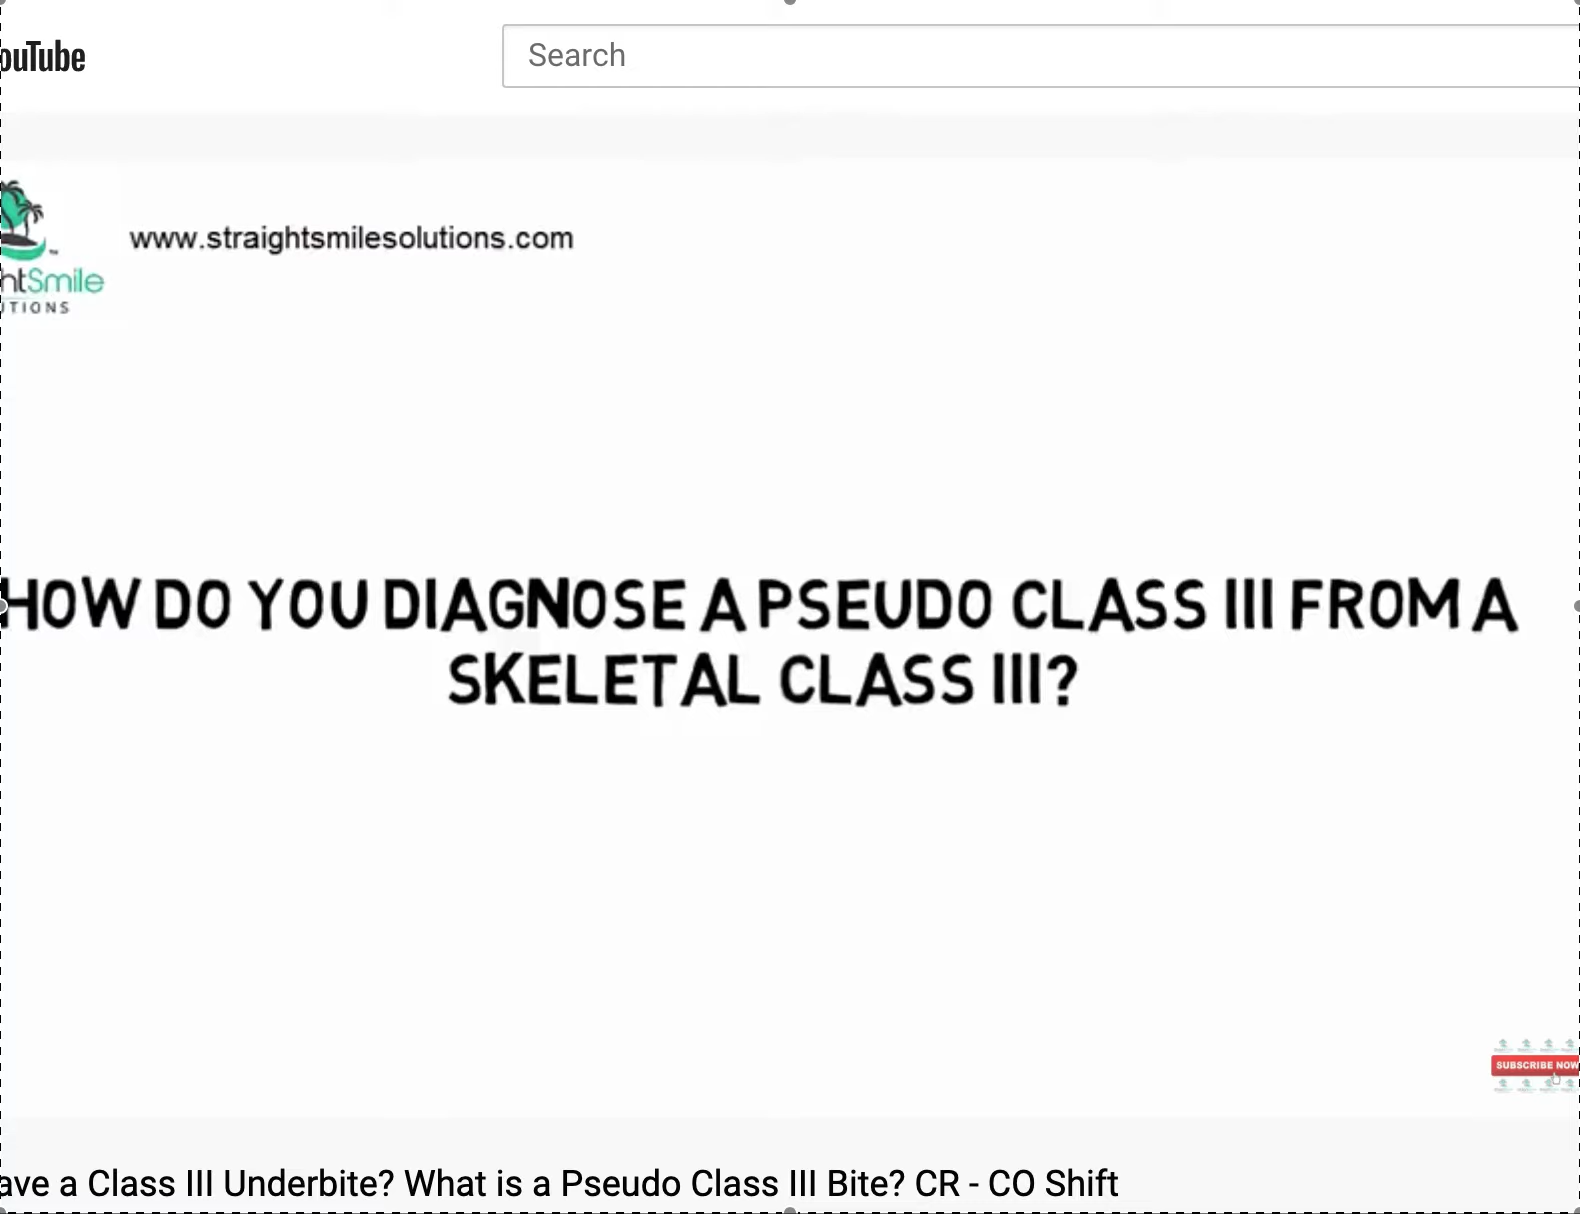 ouTube
Search
www.straightsmilesolutions.com
htSmile
UTIONS
HOW DO YOU DIAGNOSE A PSEUDO CLASS III FROM A
SKELETAL CLASS III?
SUBSCRIBE NOW
ave a Class III Underbite? What is a Pseudo Class III Bite? CR - CO Shift